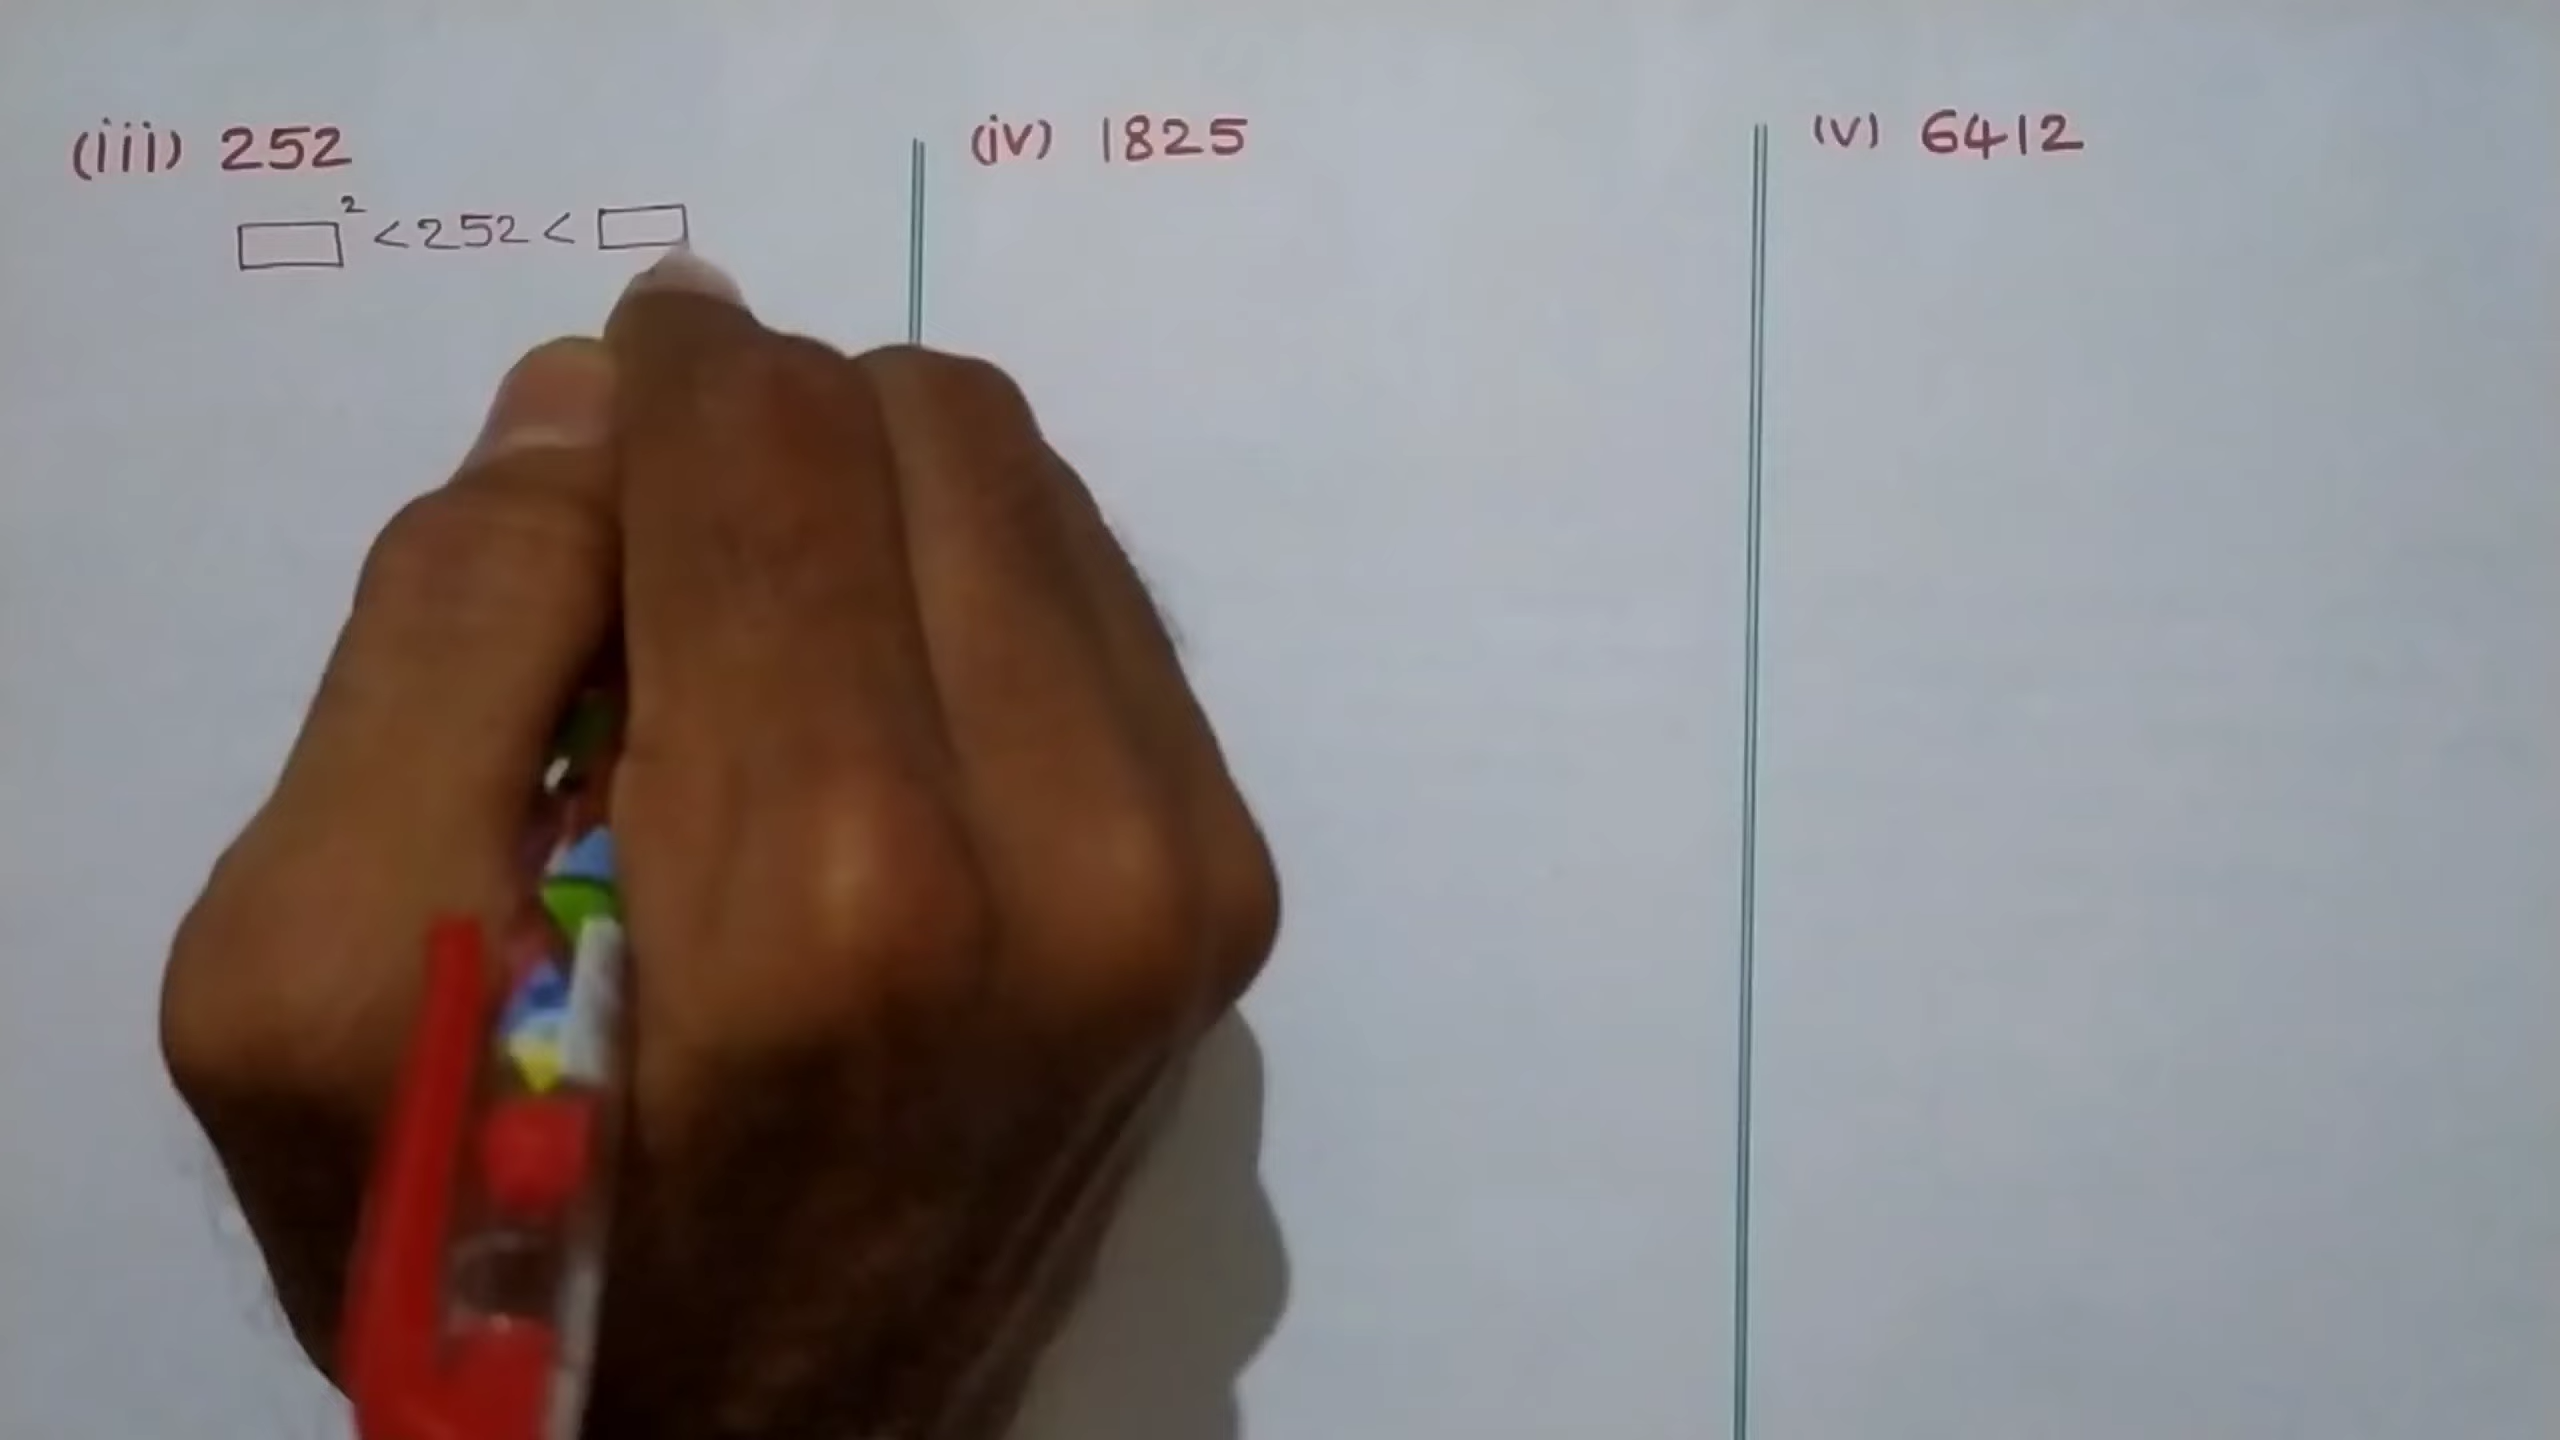 (iii) 252
□² < 252 < □
(iv) 1825
(v) 6412